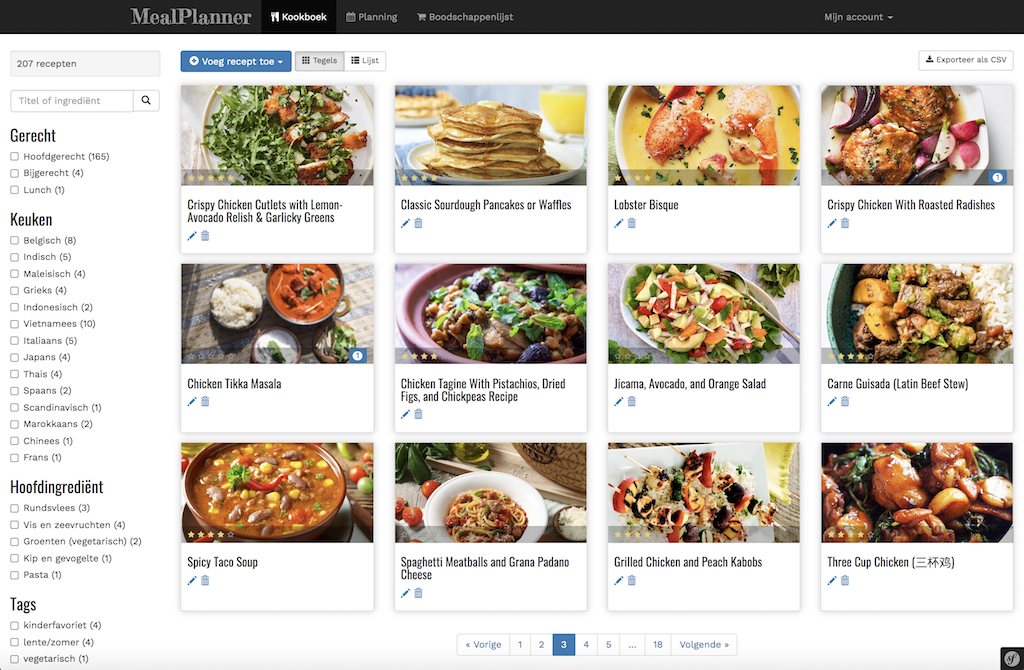 MealPlanner
Kookboek
Planning
Boodschappenlijst
Mijn account
207 recepten
Voeg recept toe
Tegels
Lijst
Exporteer als CSV
Titel of ingrediënt
Gerecht
Hoofdgerecht (165)
Bijgerecht (4)
Lunch (1)
Keuken
Belgisch (8)
Indisch (5)
Maleisisch (4)
Grieks (4)
Indonesisch (2)
Vietnamees (10)
Italiaans (5)
Japans (4)
Thais (4)
Spaans (2)
Scandinavisch (1)
Marokkaans (2)
Chinees (1)
Frans (1)
Hoofdingrediënt
Rundsvlees (3)
Vis en zeevruchten (4)
Groenten (vegetarisch) (2)
Kip en gevogelte (1)
Pasta (1)
Tags
kinderfavoriet (4)
lente/zomer (4)
vegetarisch (1)
Crispy Chicken Cutlets with Lemon-
Avocado Relish & Garlicky Greens
Classic Sourdough Pancakes or Waffles
Lobster Bisque
1
Crispy Chicken With Roasted Radishes
1
Chicken Tikka Masala
Chicken Tagine With Pistachios, Dried
Figs, and Chickpeas Recipe
Jicama, Avocado, and Orange Salad
Carne Guisada (Latin Beef Stew)
Spicy Taco Soup
Spaghetti Meatballs and Grana Padano
Cheese
Grilled Chicken and Peach Kabobs
Three Cup Chicken (三杯鸡)
« Vorige 1 2 3 4 5 ... 18 Volgende »
sf